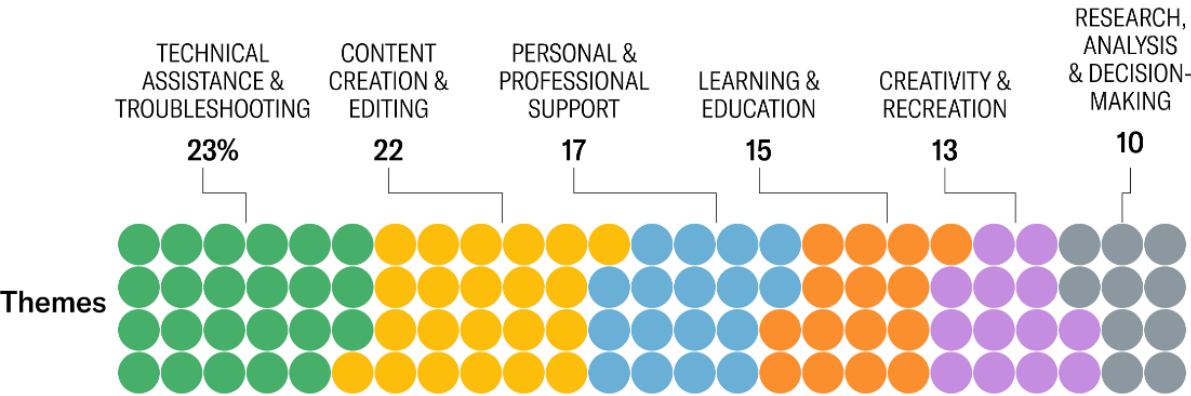 TECHNICAL
ASSISTANCE &
TROUBLESHOOTING
23%
CONTENT
CREATION &
EDITING
22
PERSONAL &
PROFESSIONAL
SUPPORT
17
LEARNING &
EDUCATION
15
CREATIVITY &
RECREATION
13
RESEARCH,
ANALYSIS
& DECISION-
MAKING
10
Themes